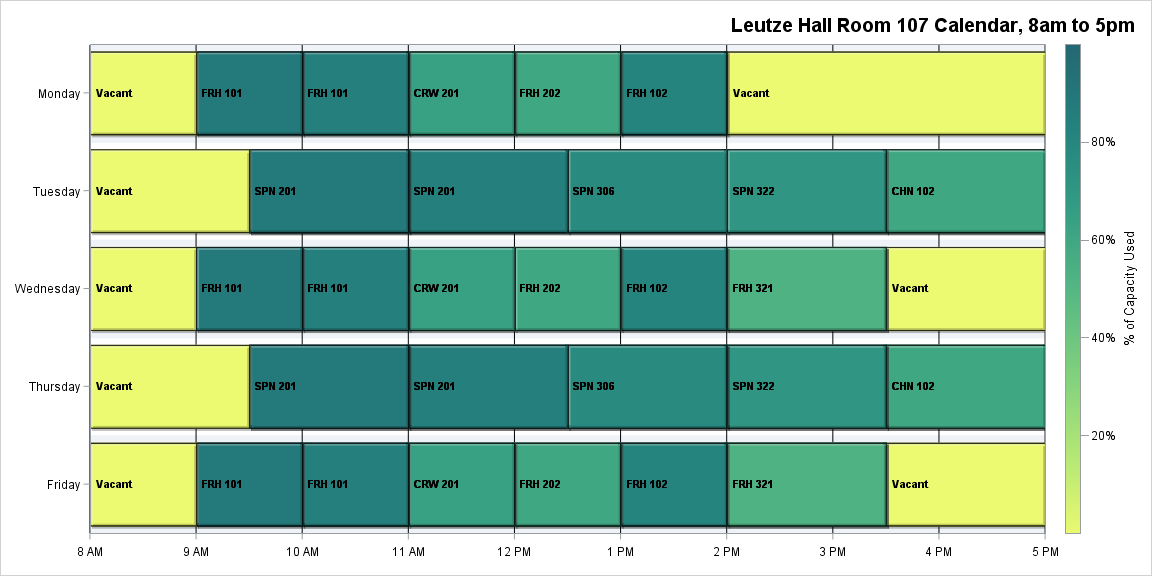 Leutze Hall Room 107 Calendar, 8am to 5pm
Monday
Vacant
FRH 101
FRH 101
CRW 201
FRH 202
FRH 102
Vacant
Tuesday
Vacant
SPN 201
SPN 201
SPN 306
SPN 322
CHN 102
Wednesday
Vacant
FRH 101
FRH 101
CRW 201
FRH 202
FRH 102
FRH 321
Vacant
Thursday
Vacant
SPN 201
SPN 201
SPN 306
SPN 322
CHN 102
Friday
Vacant
FRH 101
FRH 101
CRW 201
FRH 202
FRH 102
FRH 321
Vacant
8 AM
9 AM
10 AM
11 AM
12 PM
1 PM
2 PM
3 PM
4 PM
5 PM
80%
60%
40%
20%
% of Capacity Used